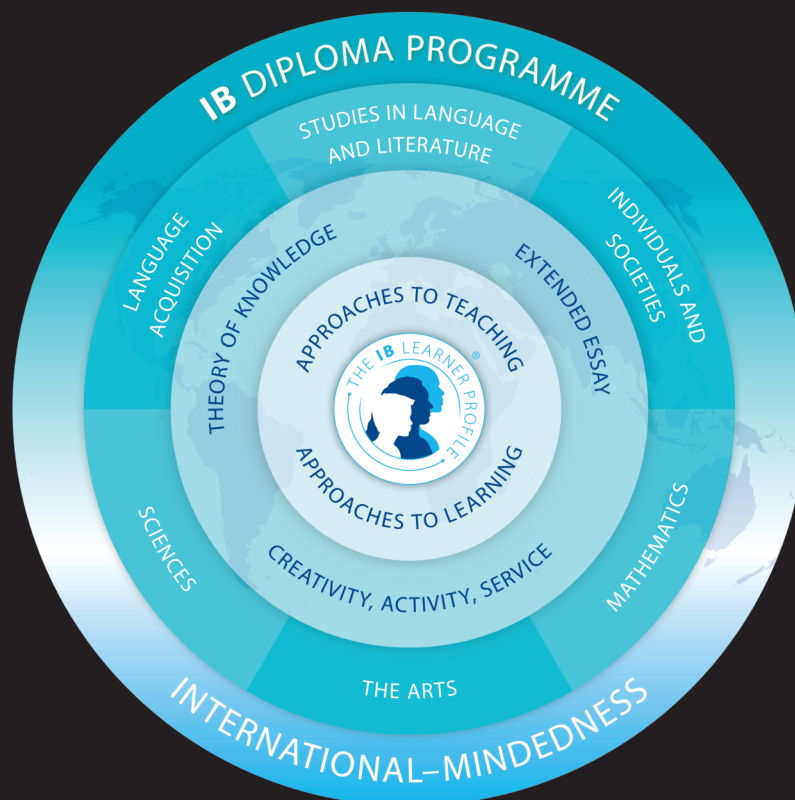 IB DIPLOMA PROGRAMME
STUDIES IN LANGUAGE
AND LITERATURE
LANGUAGE
ACQUISITION
INDIVIDUALS AND
SOCIETIES
THEORY OF KNOWLEDGE
EXTENDED ESSAY
APPROACHES TO TEACHING
THE IB LEARNER PROFILE
®
APPROACHES TO LEARNING
CREATIVITY, ACTIVITY, SERVICE
SCIENCES
MATHEMATICS
THE ARTS
INTERNATIONAL–MINDEDNESS